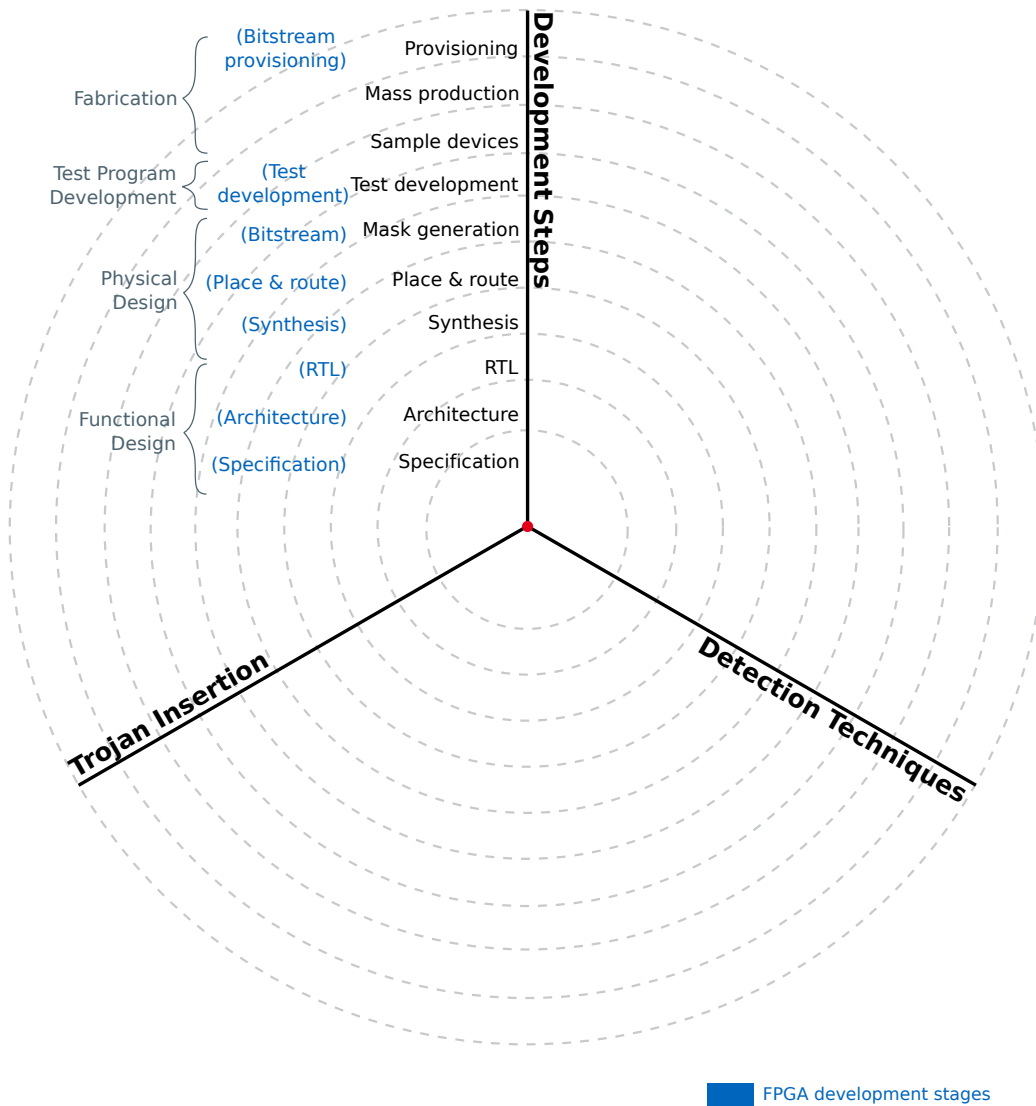 Development Steps
(Bitstream
provisioning)
Provisioning
Fabrication
Mass production
Sample devices
Test Program
Development
(Test
development)
Test development
(Bitstream)
Mask generation
Physical
Design
(Place & route)
Place & route
(Synthesis)
Synthesis
(RTL)
RTL
Functional
Design
(Architecture)
Architecture
(Specification)
Specification
Trojan Insertion
Detection Techniques
FPGA development stages